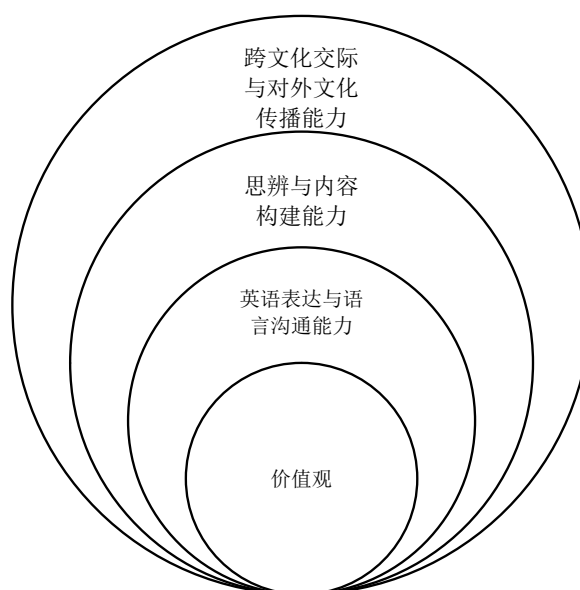 跨文化交际
与对外文化
传播能力
思辨与内容
构建能力
英语表达与语
言沟通能力
价值观